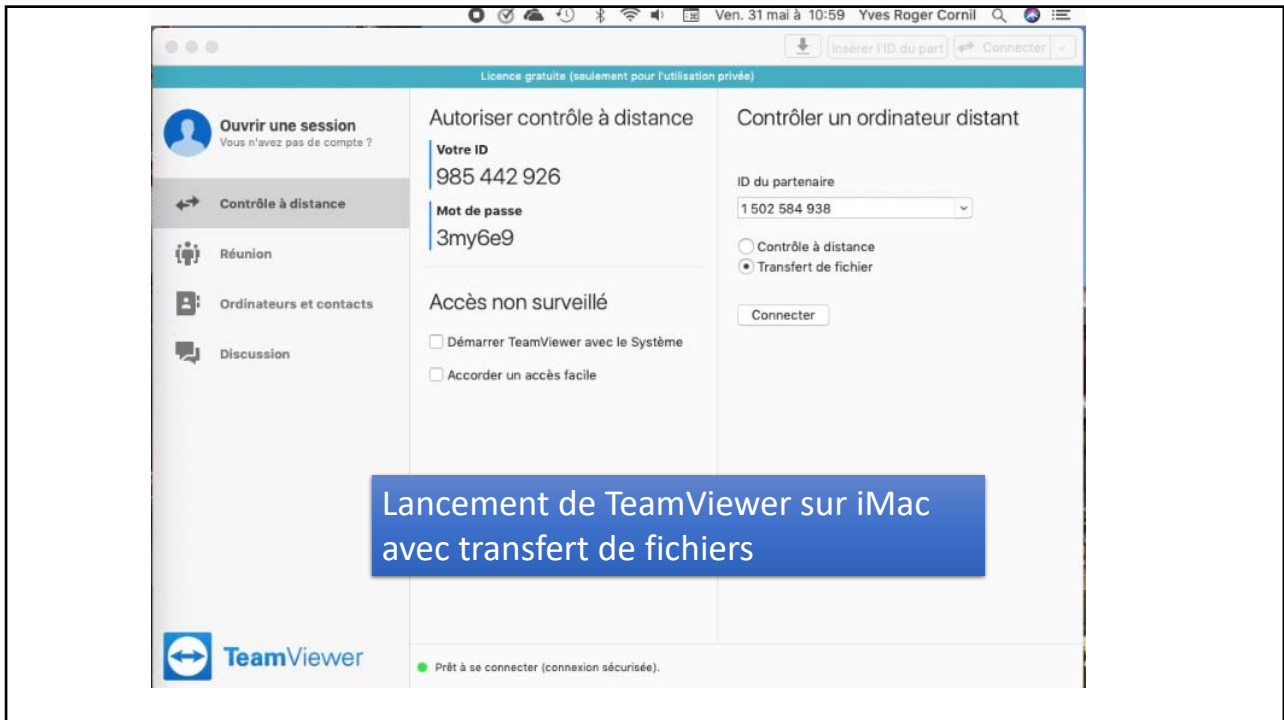 Ven. 31 mai à 10:59 Yves Roger Cornil
Insérer l'ID du part
Connecter
Licence gratuite (seulement pour l'utilisation privée)
Ouvrir une session
Vous n'avez pas de compte ?
Contrôle à distance
Réunion
Ordinateurs et contacts
Discussion
TeamViewer
Autoriser contrôle à distance
Votre ID
985 442 926
Mot de passe
3my6e9
Accès non surveillé
Démarrer TeamViewer avec le Système
Accorder un accès facile
Contrôler un ordinateur distant
ID du partenaire
1 502 584 938
Contrôle à distance
Transfert de fichier
Connecter
Lancement de TeamViewer sur iMac
avec transfert de fichiers
Prêt à se connecter (connexion sécurisée).